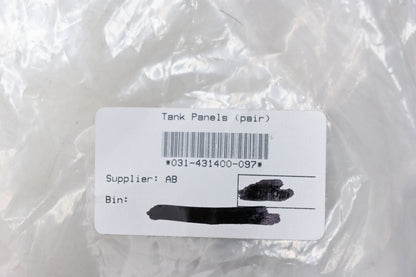 Tank Panels (pair)
*031-431400-097*
Supplier: AB
Bin: